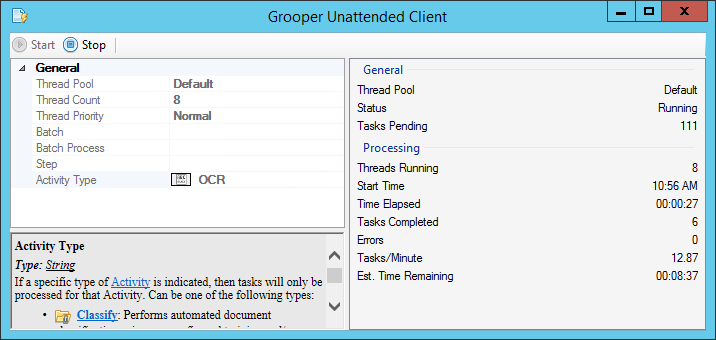 Grooper Unattended Client
Start Stop
General
Thread Pool Default
Thread Count 8
Thread Priority Normal
Batch
Batch Process
Step
Activity Type OCR
Activity Type
Type: String
If a specific type of Activity is indicated, then tasks will only be
processed for that Activity. Can be one of the following types:
• Classify: Performs automated document
General
Thread Pool Default
Status Running
Tasks Pending 111
Processing
Threads Running 8
Start Time 10:56 AM
Time Elapsed 00:00:27
Tasks Completed 6
Errors 0
Tasks/Minute 12.87
Est. Time Remaining 00:08:37